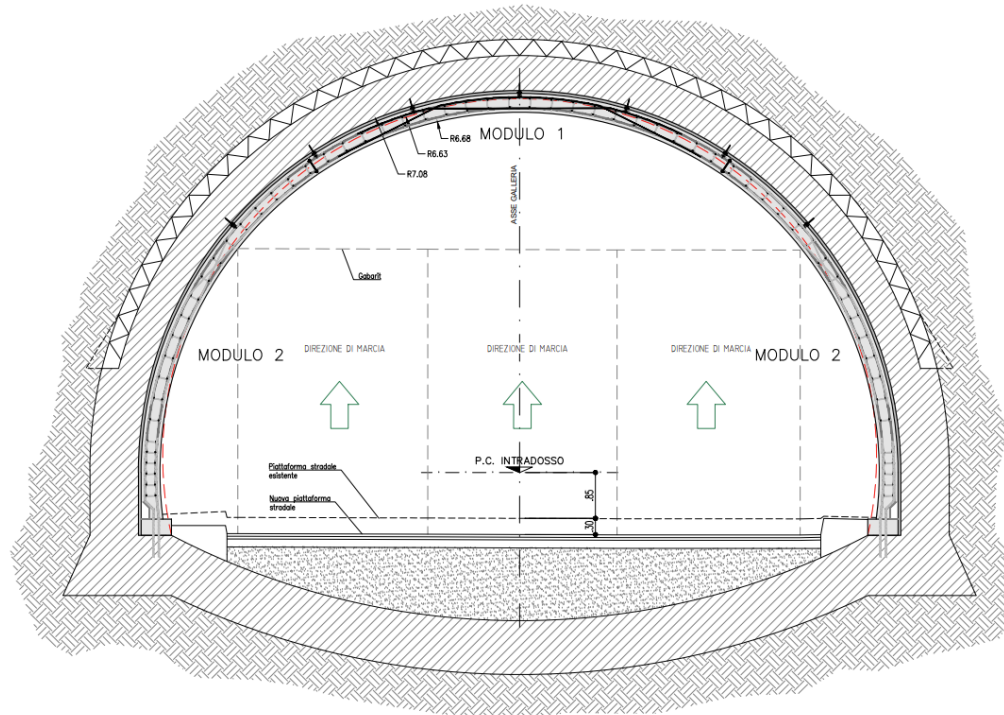 MODULO 1
R6.68
R6.63
R7.08
ASSE GALLERIA
Gabarit
MODULO 2
DIREZIONE DI MARCIA
DIREZIONE DI MARCIA
DIREZIONE DI MARCIA
MODULO 2
P.C. INTRADOSSO
Piattaforma stradale
esistente
.85
Nuova piattaforma
stradale
.30